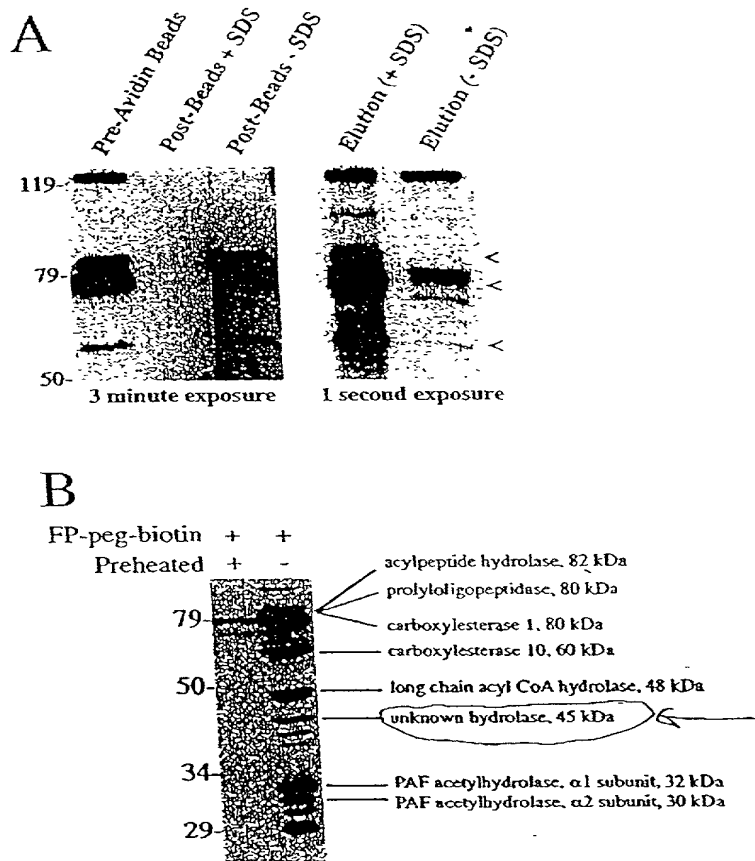 A
Pre-Avidin Beads
Post-Beads + SDS
Post-Beads - SDS
Elution (+ SDS)
Elution (- SDS)
119-
79-
50-
<
<
<
3 minute exposure
1 second exposure
B
FP-peg-biotin + +
Preheated + -
79-
50-
34-
29-
acylpeptide hydrolase, 82 kDa
prolyloligopeptidase, 80 kDa
carboxylesterase 1, 80 kDa
carboxylesterase 10, 60 kDa
long chain acyl CoA hydrolase, 48 kDa
unknown hydrolase, 45 kDa
PAF acetylhydrolase, α1 subunit, 32 kDa
PAF acetylhydrolase, α2 subunit, 30 kDa